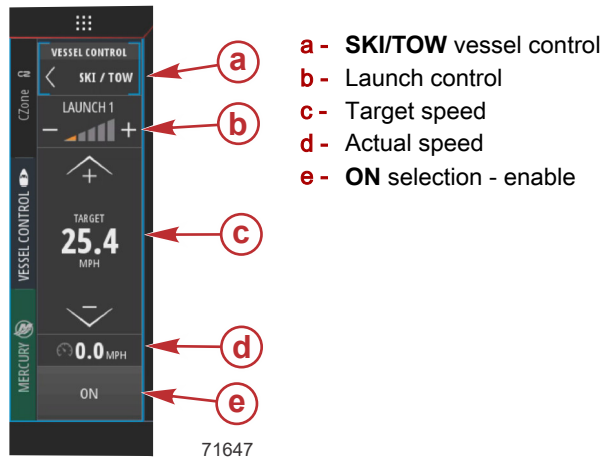 VESSEL CONTROL
SKI / TOW
LAUNCH 1
− +
+
TARGET
25.4
MPH
−
0.0 MPH
ON
CZone
VESSEL CONTROL
MERCURY
a
b
c
d
e
71647
a - SKI/TOW vessel control
b - Launch control
c - Target speed
d - Actual speed
e - ON selection - enable